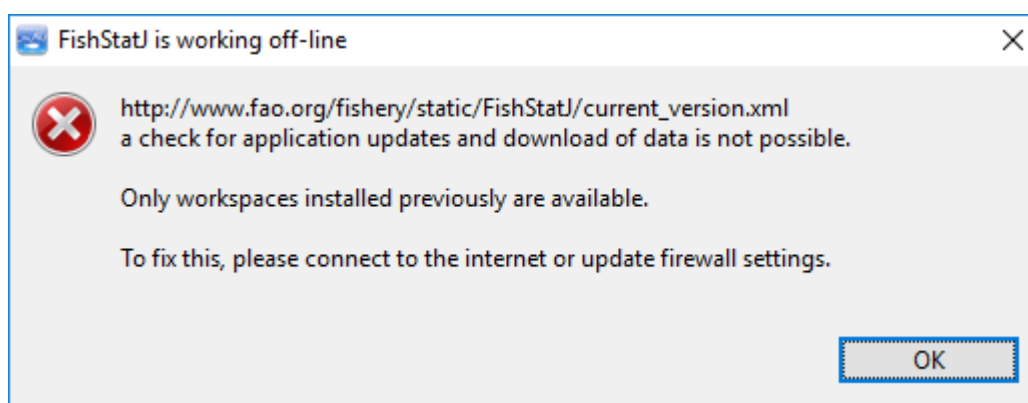 FishStatJ is working off-line
http://www.fao.org/fishery/static/FishStatJ/current_version.xml
a check for application updates and download of data is not possible.
Only workspaces installed previously are available.
To fix this, please connect to the internet or update firewall settings.
OK